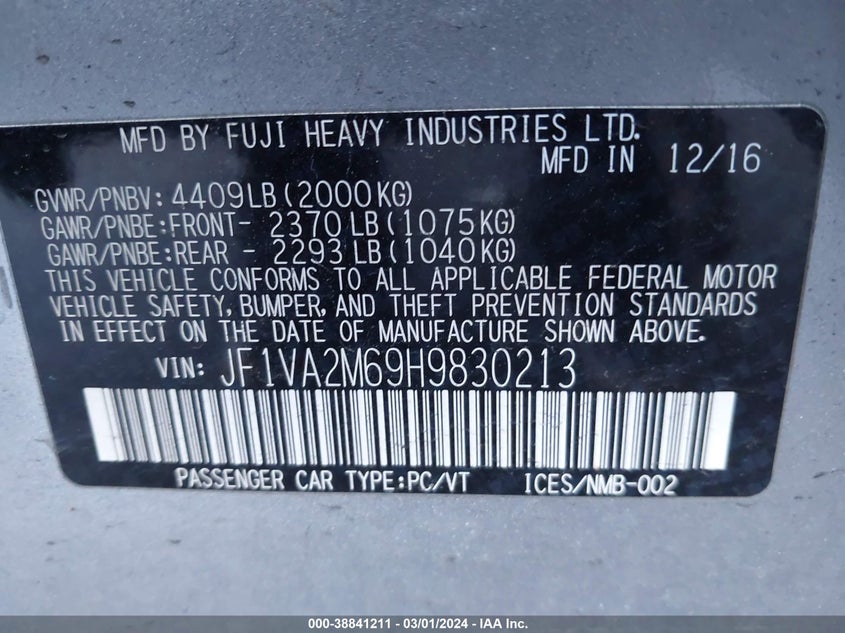 MFD BY FUJI HEAVY INDUSTRIES LTD.
MFD IN 12/16
GVWR/PNBV: 4409LB(2000KG)
GAWR/PNBE:FRONT- 2370LB(1075KG)
GAWR/PNBE:REAR - 2293LB(1040KG)
THIS VEHICLE CONFORMS TO ALL APPLICABLE FEDERAL MOTOR
VEHICLE SAFETY, BUMPER, AND THEFT PREVENTION STANDARDS
IN EFFECT ON THE DATE OF MANUFACTURE SHOWN ABOVE.
VIN: JF1VA2M69H9830213
PASSENGER CAR TYPE:PC/VT ICES/NMB-002
000-38841211 - 03/01/2024 - IAA Inc.